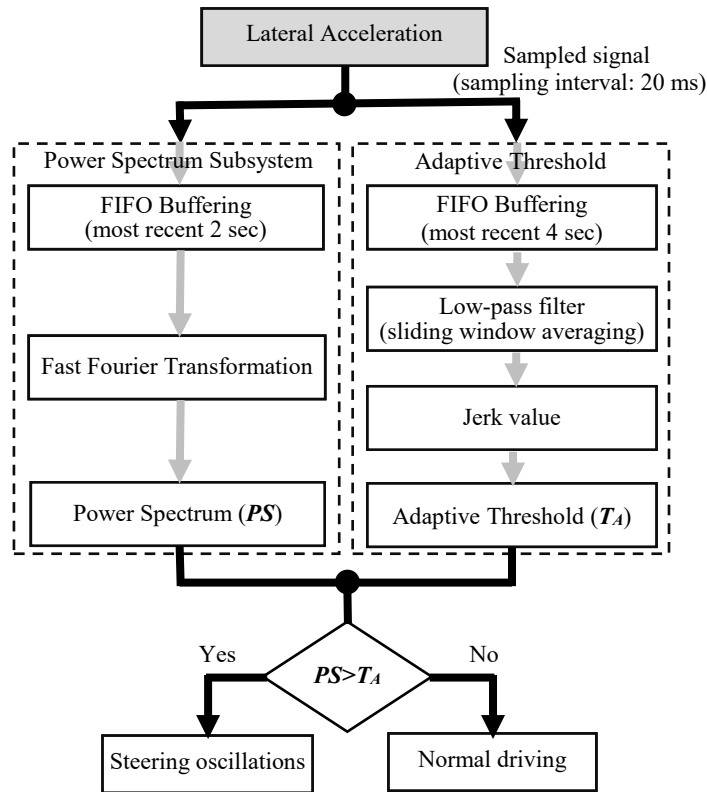 Lateral Acceleration
Sampled signal
(sampling interval: 20 ms)
Power Spectrum Subsystem
FIFO Buffering
(most recent 2 sec)
Fast Fourier Transformation
Power Spectrum (PS)
Adaptive Threshold
FIFO Buffering
(most recent 4 sec)
Low-pass filter
(sliding window averaging)
Jerk value
Adaptive Threshold (TA)
PS>TA
Yes
No
Steering oscillations
Normal driving